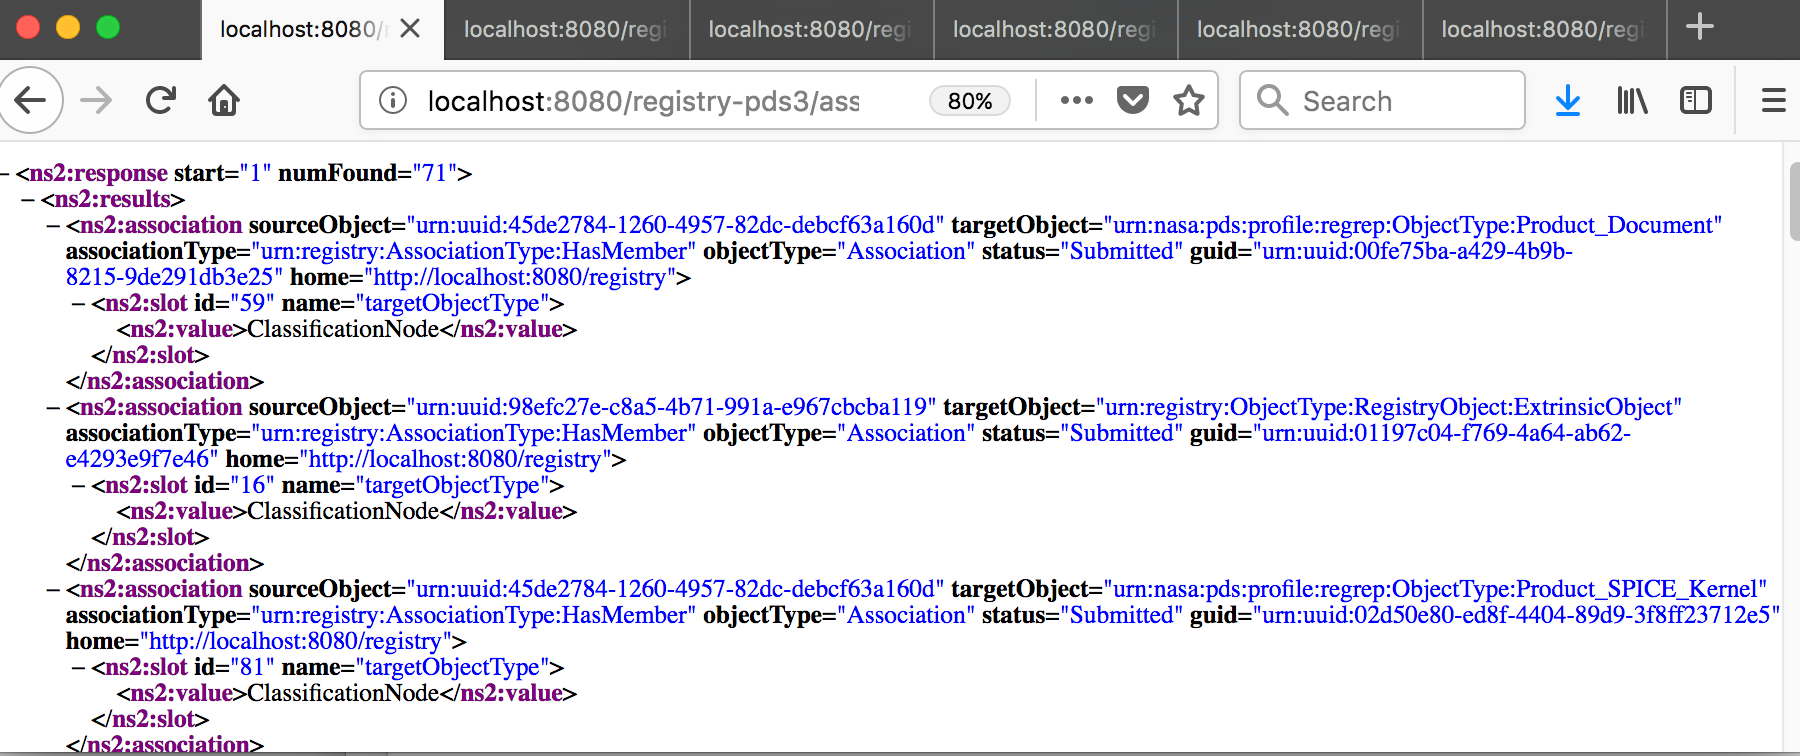 localhost:8080/r
localhost:8080/regi
localhost:8080/regi
localhost:8080/regi
localhost:8080/regi
localhost:8080/regi
localhost:8080/registry-pds3/ass
80%
Search
– <ns2:response start="1" numFound="71">
– <ns2:results>
– <ns2:association sourceObject="urn:uuid:45de2784-1260-4957-82dc-debcf63a160d" targetObject="urn:nasa:pds:profile:regrep:ObjectType:Product_Document"
associationType="urn:registry:AssociationType:HasMember" objectType="Association" status="Submitted" guid="urn:uuid:00fe75ba-a429-4b9b-
8215-9de291db3e25" home="http://localhost:8080/registry">
– <ns2:slot id="59" name="targetObjectType">
<ns2:value>ClassificationNode</ns2:value>
</ns2:slot>
</ns2:association>
– <ns2:association sourceObject="urn:uuid:98efc27e-c8a5-4b71-991a-e967cbcba119" targetObject="urn:registry:ObjectType:RegistryObject:ExtrinsicObject"
associationType="urn:registry:AssociationType:HasMember" objectType="Association" status="Submitted" guid="urn:uuid:01197c04-f769-4a64-ab62-
e4293e9f7e46" home="http://localhost:8080/registry">
– <ns2:slot id="16" name="targetObjectType">
<ns2:value>ClassificationNode</ns2:value>
</ns2:slot>
</ns2:association>
– <ns2:association sourceObject="urn:uuid:45de2784-1260-4957-82dc-debcf63a160d" targetObject="urn:nasa:pds:profile:regrep:ObjectType:Product_SPICE_Kernel"
associationType="urn:registry:AssociationType:HasMember" objectType="Association" status="Submitted" guid="urn:uuid:02d50e80-ed8f-4404-89d9-3f8ff23712e5"
home="http://localhost:8080/registry">
– <ns2:slot id="81" name="targetObjectType">
<ns2:value>ClassificationNode</ns2:value>
</ns2:slot>
</ns2:association>